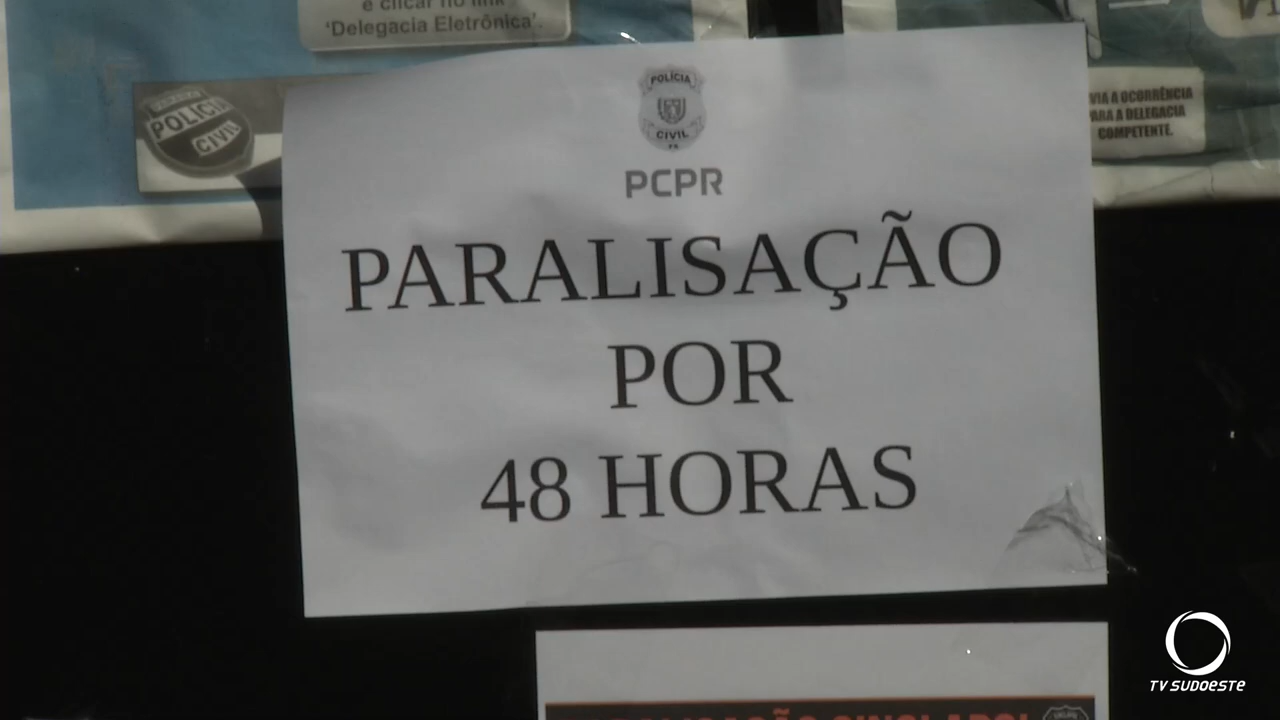 e clicar no link
'Delegacia Eletrônica'.
POLÍCIA
CIVIL
VIA A OCORRÊNCIA
PARA A DELEGACIA
COMPETENTE.
POLÍCIA
CIVIL
PR
PCPR
PARALISAÇÃO
POR
48 HORAS
TV SUDOESTE